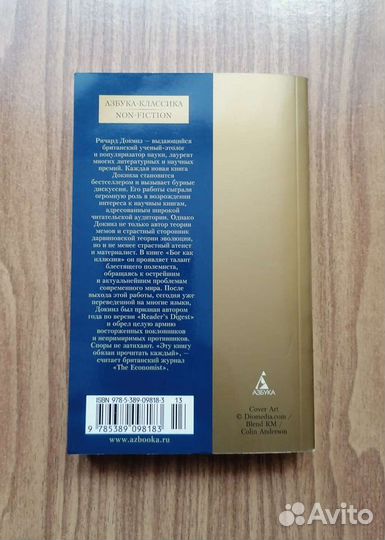 АЗБУКА-КЛАССИКА
NON-FICTION
Ричард Докинз — выдающийся
британский ученый-этолог
и популяризатор науки, лауреат
многих литературных и научных
премий. Каждая новая книга
Докинза становится
бестселлером и вызывает бурные
дискуссии. Его работы сыграли
огромную роль в возрождении
интереса к научным книгам,
адресованным широкой
читательской аудитории. Однако
Докинз не только автор теории
мемов и страстный сторонник
дарвиновской теории эволюции,
но и не менее страстный атеист
и материалист. В книге «Бог как
иллюзия» он проявляет талант
блестящего полемиста,
обращаясь к острейшим
и актуальнейшим проблемам
современного мира. После
выхода этой работы, сегодня уже
переведенной на многие языки,
Докинз был признан автором
года по версии «Reader's Digest»
и обрел целую армию
восторженных поклонников
и непримиримых противников.
Споры не затихают. «Эту книгу
обязан прочитать каждый», —
считает британский журнал
«The Economist».
ISBN 978-5-389-09818-3
13
9 785389 098183
www.azbooka.ru
АЗБУКА
Cover Art
© Diomedia.com /
Blend RM /
Colin Anderson
Avito